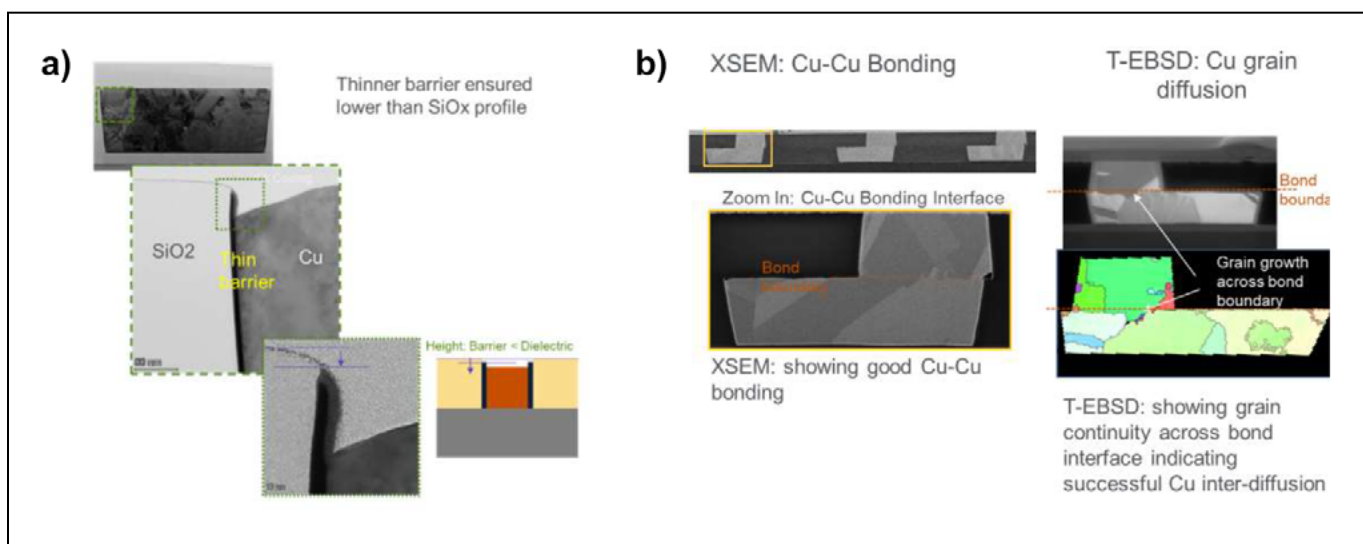 a)
Thinner barrier ensured
lower than SiOx profile
SiO2
Thin
barrier
Cu
Height: Barrier < Dielectric
b)
XSEM: Cu-Cu Bonding
Zoom In: Cu-Cu Bonding Interface
Bond
XSEM: showing good Cu-Cu
bonding
T-EBSD: Cu grain
diffusion
Bond
bounda
Grain growth
across bond
boundary
T-EBSD: showing grain
continuity across bond
interface indicating
successful Cu inter-diffusion